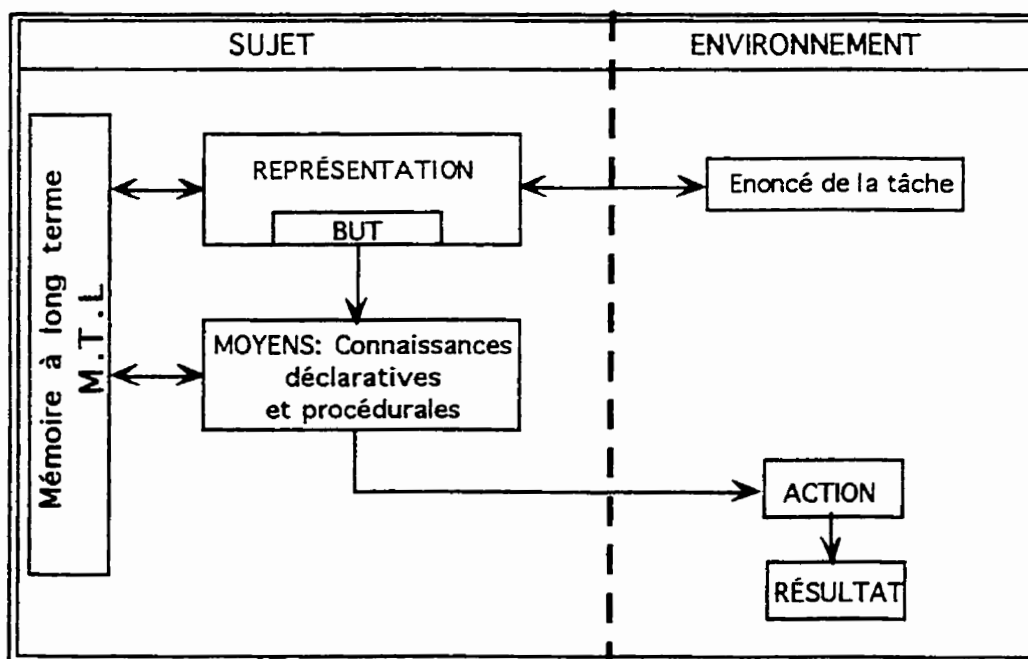 SUJET
ENVIRONNEMENT
Mémoire à long terme
M.T.L
REPRÉSENTATION
BUT
Enoncé de la tâche
MOYENS: Connaissances
déclaratives
et procédurales
ACTION
RÉSULTAT